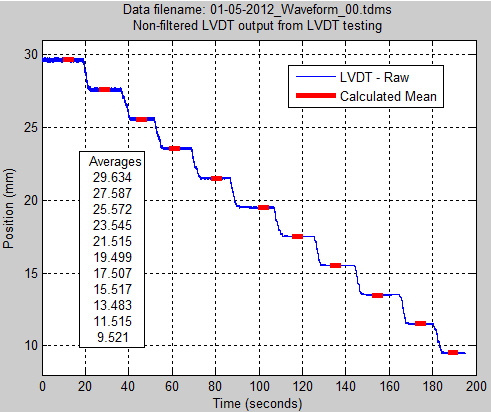 Data filename: 01-05-2012_Waveform_00.tdms
Non-filtered LVDT output from LVDT testing
30
25
20
15
10
Position (mm)
LVDT - Raw
Calculated Mean
Averages
29.634
27.587
25.572
23.545
21.515
19.499
17.507
15.517
13.483
11.515
9.521
0 20 40 60 80 100 120 140 160 180 200
Time (seconds)